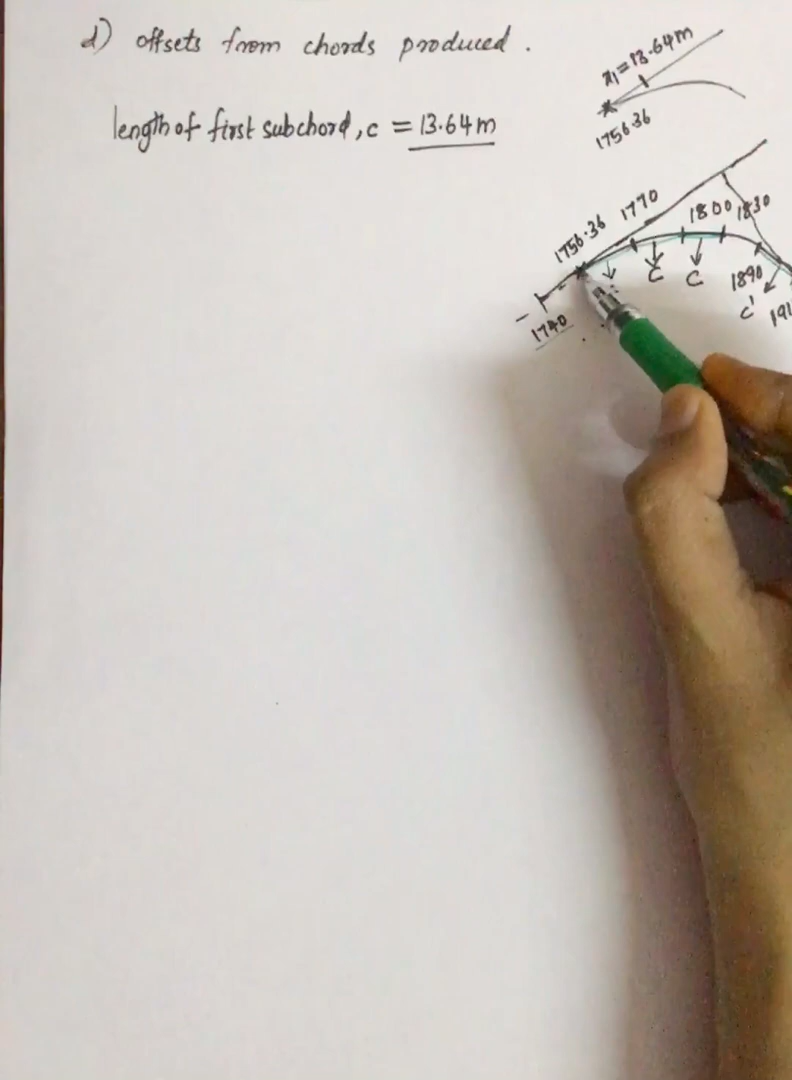 d) offsets from chords produced.
x1 = 13.64m
1756.36
length of first subchord, c = 13.64m
1756.36 1770 1800 1830
c c 1890
c'
1740